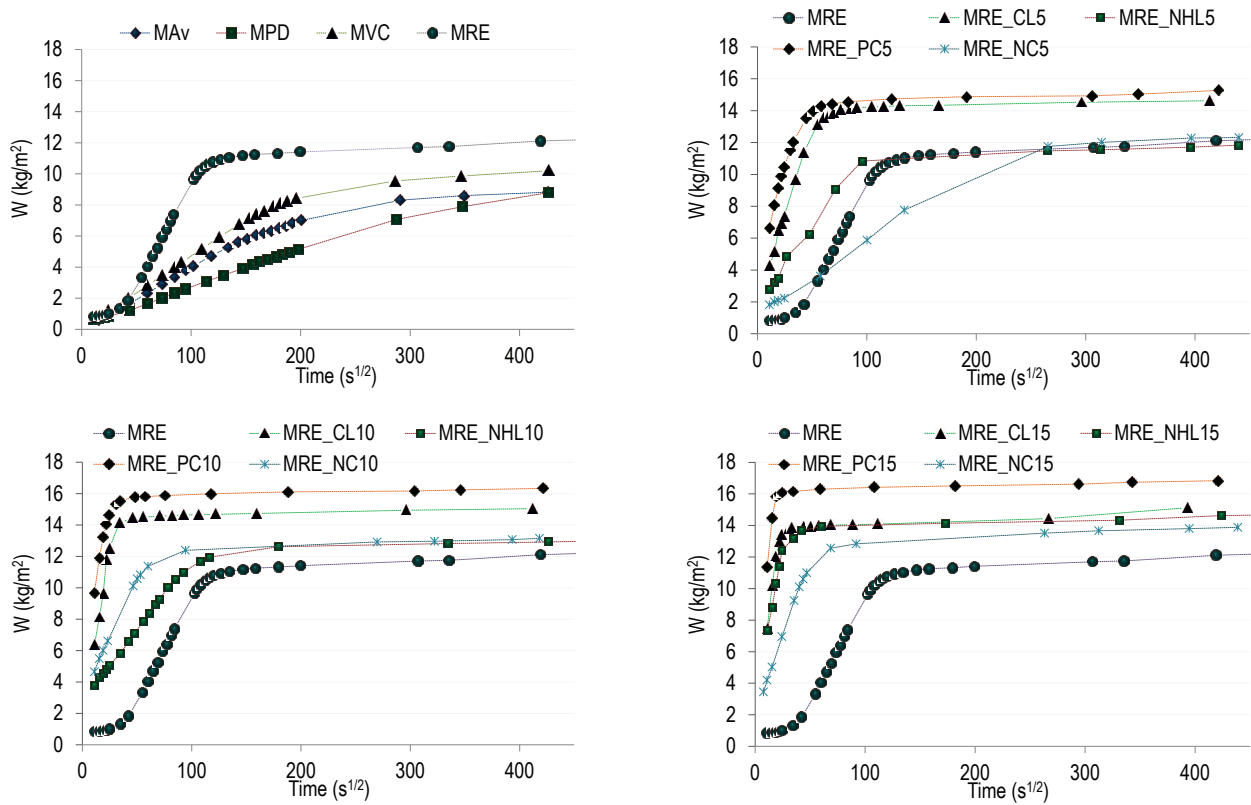 MAv MPD MVC MRE
18
16
14
12
10
8
6
4
2
0
W (kg/m²)
0 100 200 300 400
Time (s^1/2)
MRE MRE_CL5 MRE_NHL5
MRE_PC5 MRE_NC5
18
16
14
12
10
8
6
4
2
0
W (kg/m²)
0 100 200 300 400
Time (s^1/2)
MRE MRE_CL10 MRE_NHL10
MRE_PC10 MRE_NC10
18
16
14
12
10
8
6
4
2
0
W (kg/m²)
0 100 200 300 400
Time (s^1/2)
MRE MRE_CL15 MRE_NHL15
MRE_PC15 MRE_NC15
18
16
14
12
10
8
6
4
2
0
W (kg/m²)
0 100 200 300 400
Time (s^1/2)